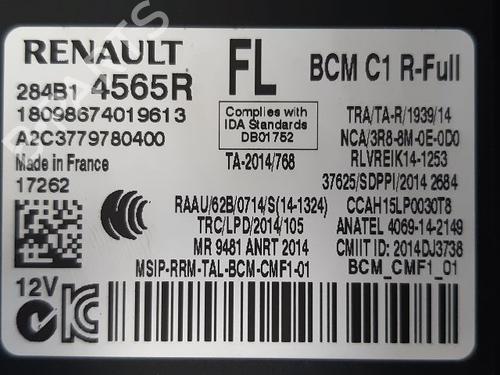 RENAULT
FL
BCM C1 R-Full
284B1 4565R
18098674019613
A2C3779780400
Made in France
17262
Complies with
IDA Standards
DB01752
TA-2014/768
TRA/TA-R/1939/14
NCA/3R8-8M-0E-0D0
RLVREIK14-1253
37625/SDPPI/2014 2684
RAAU/62B/0714/S(14-1324)
CCAH15LP0030T8
TRC/LPD/2014/105
ANATEL 4069-14-2149
MR 9481 ANRT 2014
CMIIT ID:2014DJ3738
MSIP-RRM-TAL-BCM-CMF1-01
BCM_CMF1_01
12V